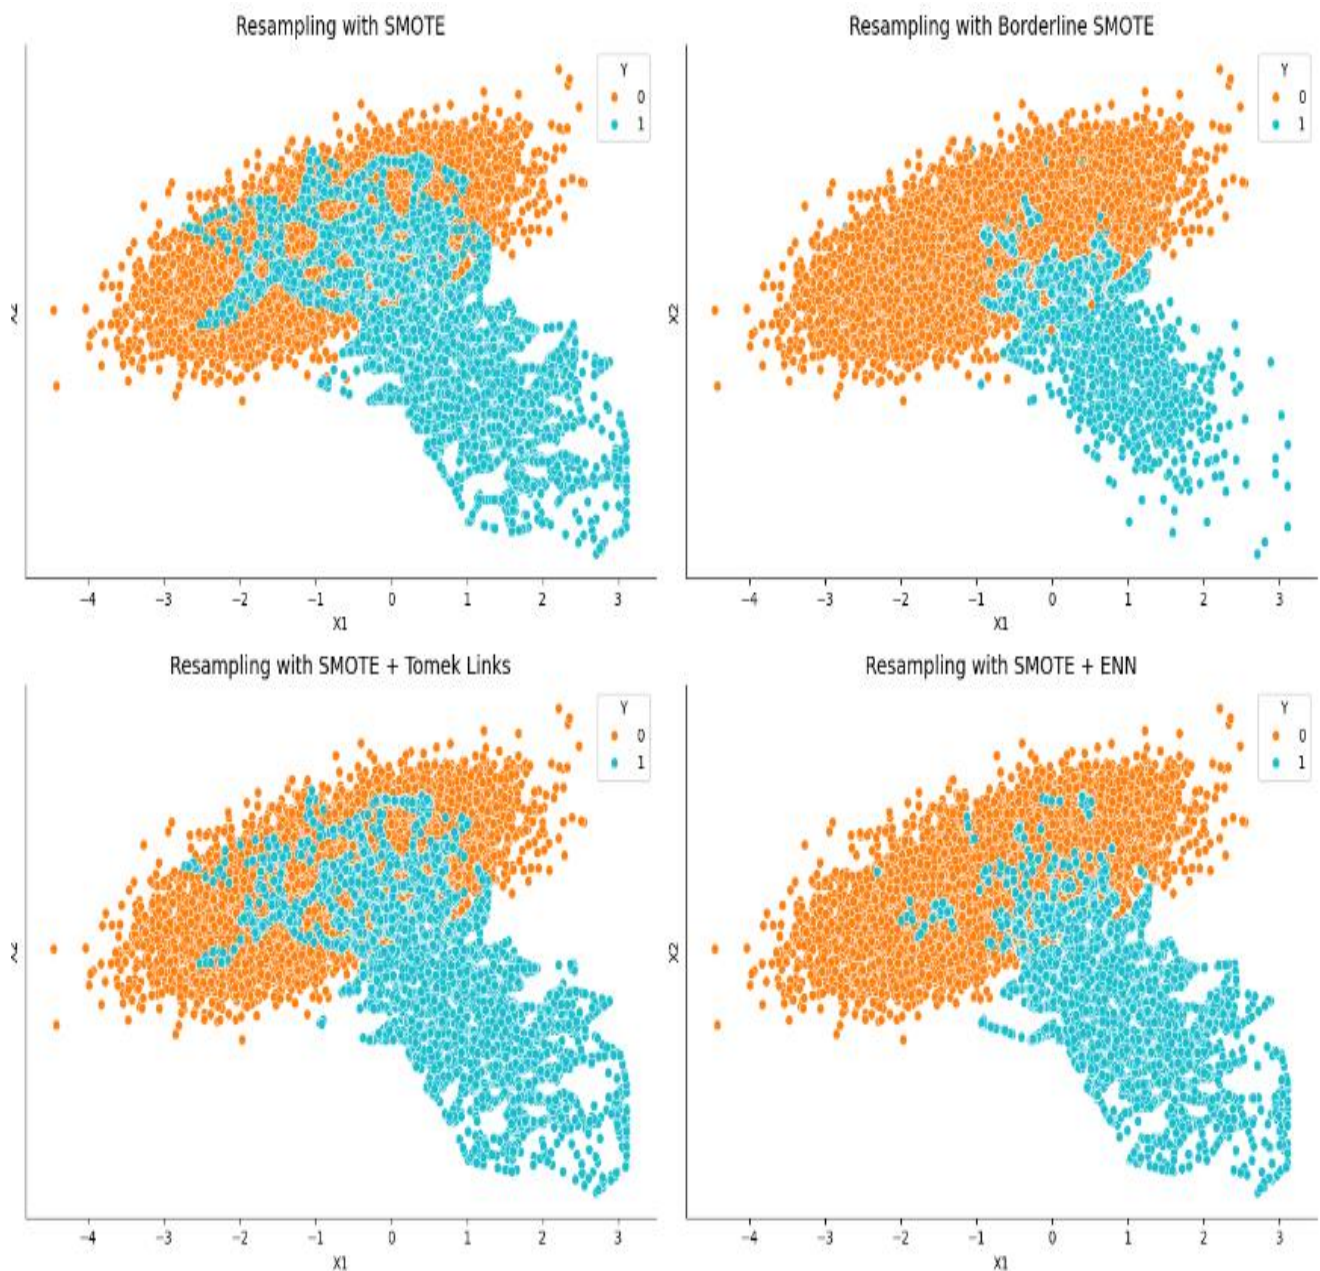 Resampling with SMOTE
Y
0
1
X1
−4 −3 −2 −1 0 1 2 3
Resampling with Borderline SMOTE
Y
0
1
X2
−4 −3 −2 −1 0 1 2 3
X1
Resampling with SMOTE + Tomek Links
Y
0
1
−4 −3 −2 −1 0 1 2 3
X1
Resampling with SMOTE + ENN
Y
0
1
X2
−4 −3 −2 −1 0 1 2 3
X1